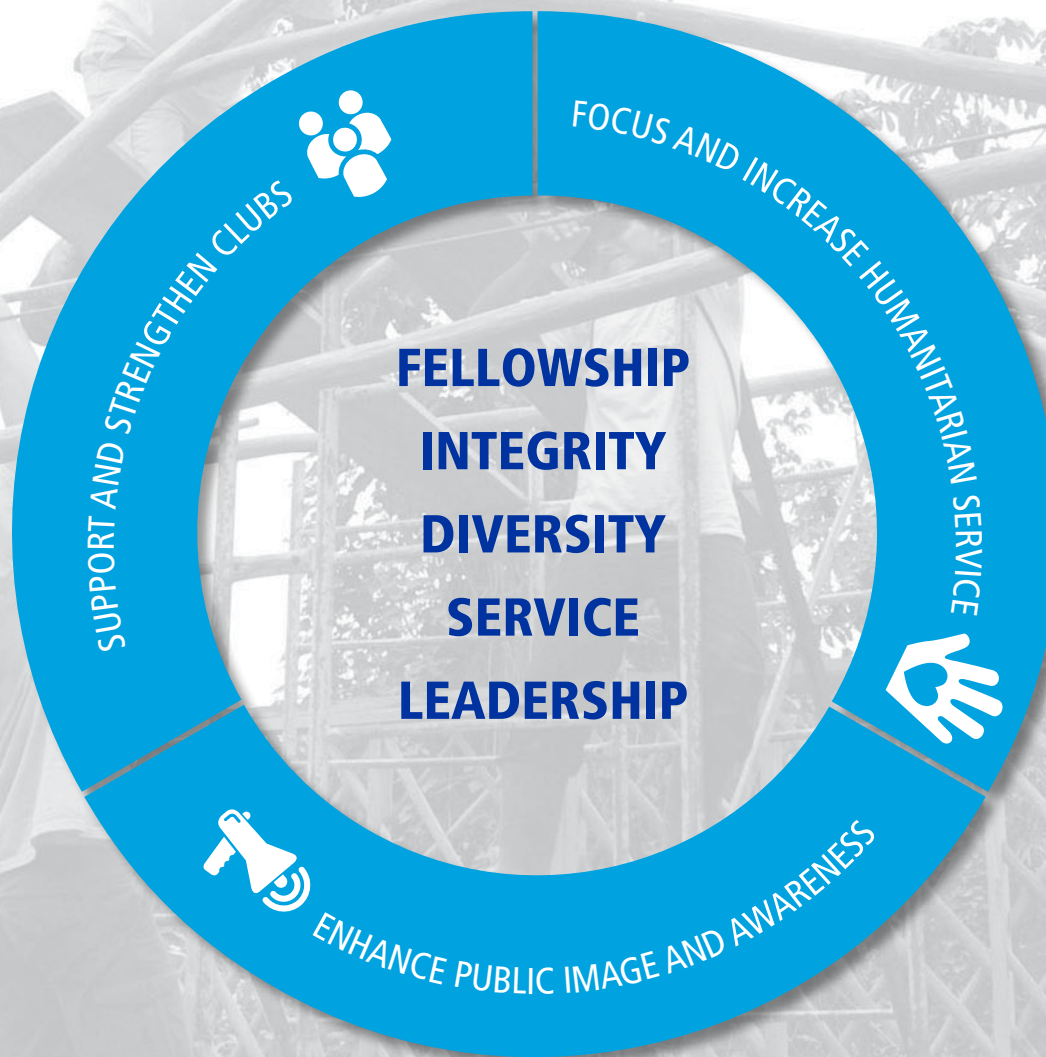 SUPPORT AND STRENGTHEN CLUBS
FOCUS AND INCREASE HUMANITARIAN SERVICE
FELLOWSHIP
INTEGRITY
DIVERSITY
SERVICE
LEADERSHIP
ENHANCE PUBLIC IMAGE AND AWARENESS